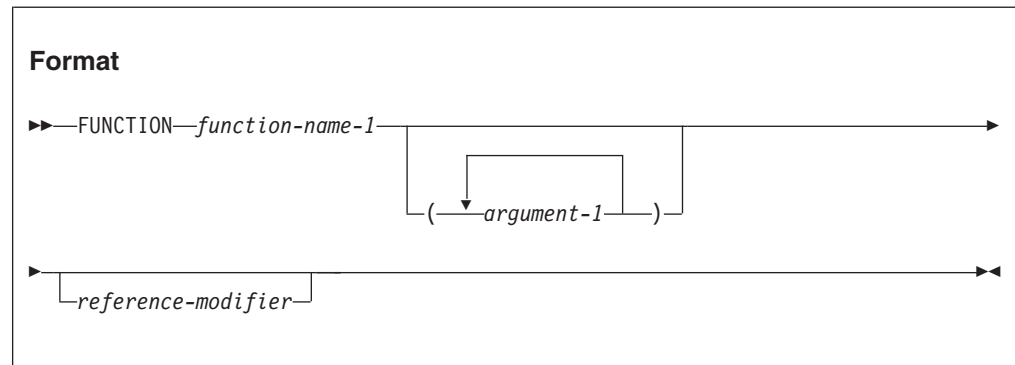 Format
FUNCTION function-name-1
( argument-1 )
reference-modifier